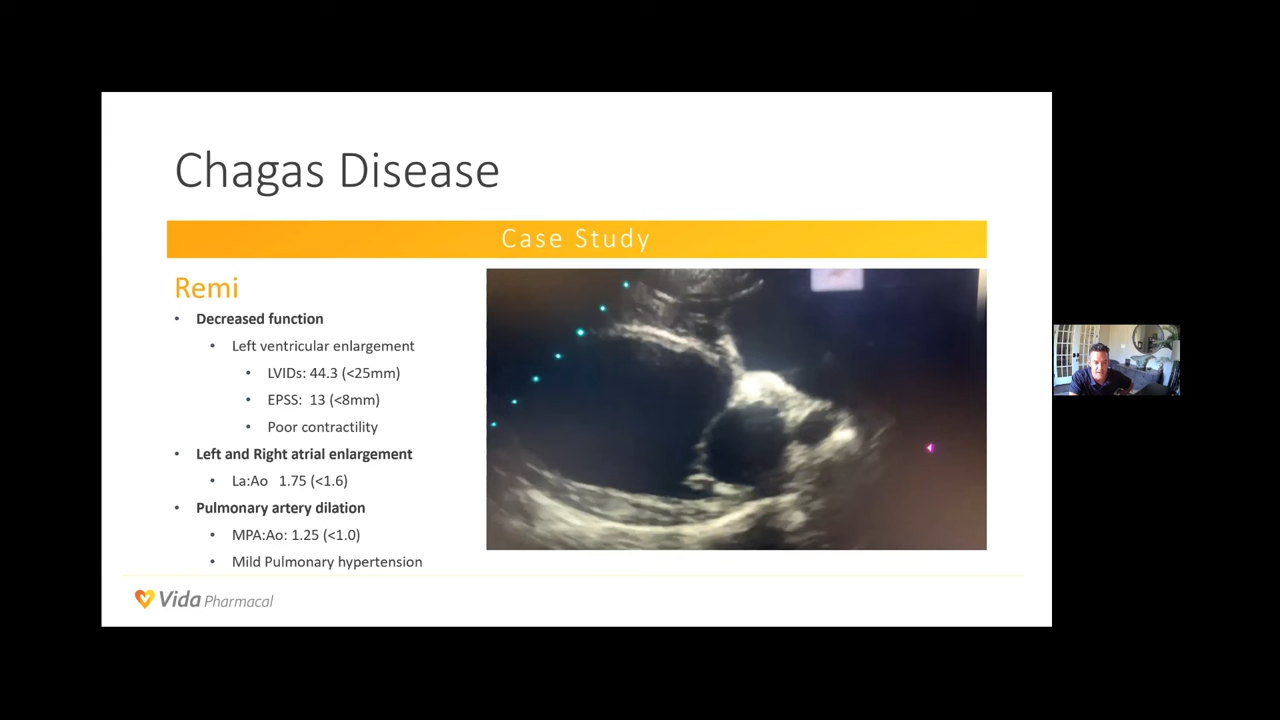 Chagas Disease
Case Study
Remi
• Decreased function
• Left ventricular enlargement
• LVIDs: 44.3 (<25mm)
• EPSS: 13 (<8mm)
• Poor contractility
• Left and Right atrial enlargement
• La:Ao 1.75 (<1.6)
• Pulmonary artery dilation
• MPA:Ao: 1.25 (<1.0)
• Mild Pulmonary hypertension
Vida Pharmacal